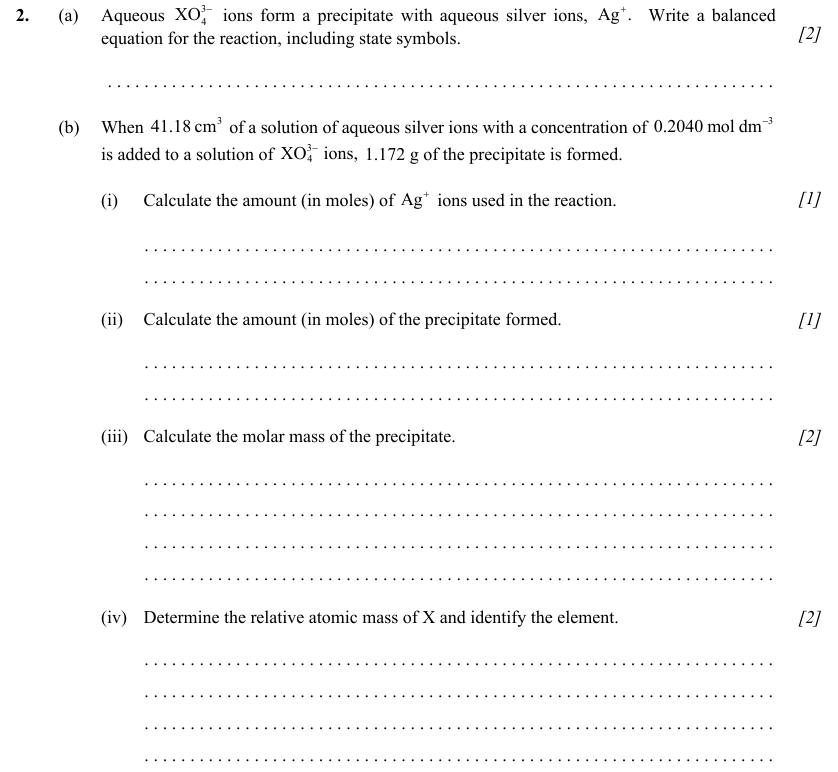 2. (a) Aqueous XO₄³⁻ ions form a precipitate with aqueous silver ions, Ag⁺. Write a balanced
equation for the reaction, including state symbols. [2]
(b) When 41.18 cm³ of a solution of aqueous silver ions with a concentration of 0.2040 mol dm⁻³
is added to a solution of XO₄³⁻ ions, 1.172 g of the precipitate is formed.
(i) Calculate the amount (in moles) of Ag⁺ ions used in the reaction. [1]
(ii) Calculate the amount (in moles) of the precipitate formed. [1]
(iii) Calculate the molar mass of the precipitate. [2]
(iv) Determine the relative atomic mass of X and identify the element. [2]